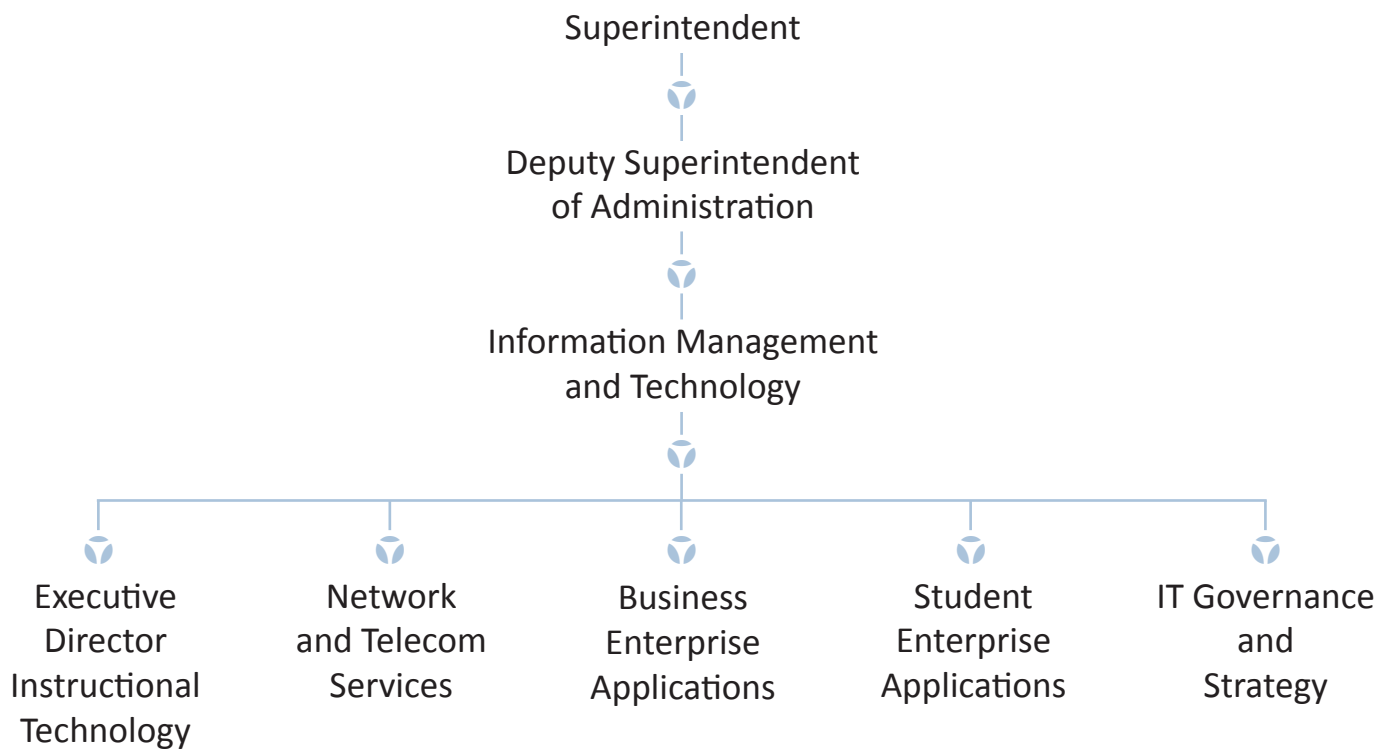 Superintendent
Deputy Superintendent
of Administration
Information Management
and Technology
Executive
Director
Instructional
Technology
Network
and Telecom
Services
Business
Enterprise
Applications
Student
Enterprise
Applications
IT Governance
and
Strategy